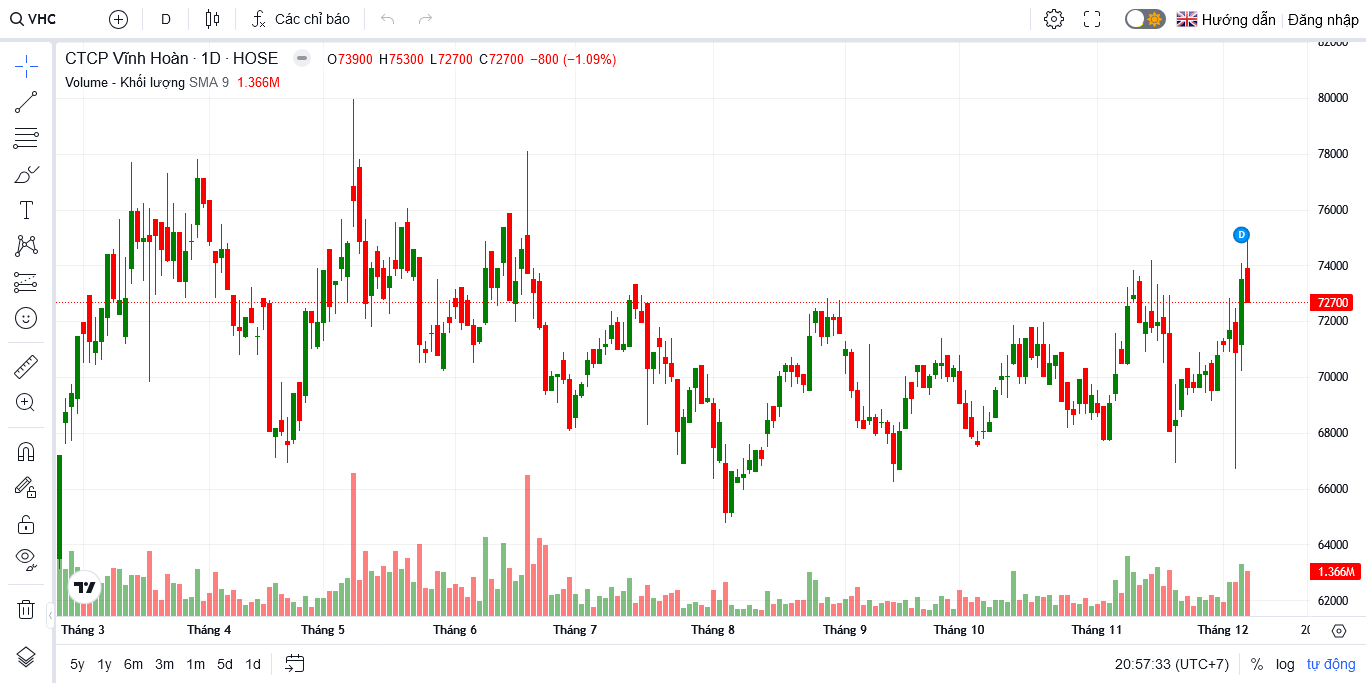 VHC D Các chỉ báo Hướng dẫn Đăng nhập
CTCP Vĩnh Hoàn · 1D · HOSE O73900 H75300 L72700 C72700 −800 (−1.09%)
Volume - Khối lượng SMA 9 1.366M
82000
80000
78000
76000
D
74000
72700
72000
70000
68000
66000
64000
1.366M
62000
Tháng 3 Tháng 4 Tháng 5 Tháng 6 Tháng 7 Tháng 8 Tháng 9 Tháng 10 Tháng 11 Tháng 12
5y 1y 6m 3m 1m 5d 1d 20:57:33 (UTC+7) % log tự động